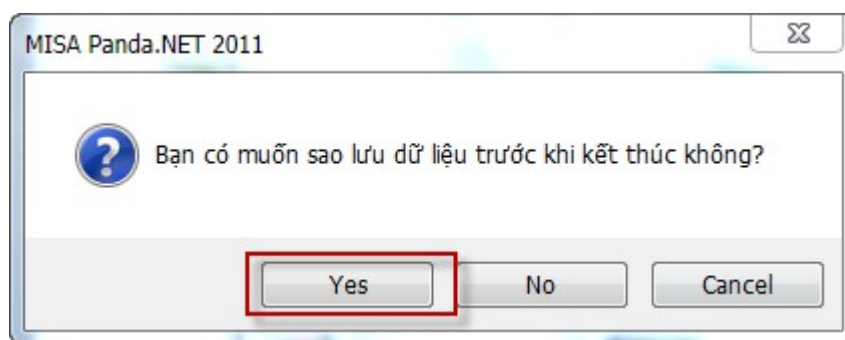 MISA Panda.NET 2011
Bạn có muốn sao lưu dữ liệu trước khi kết thúc không?
Yes No Cancel